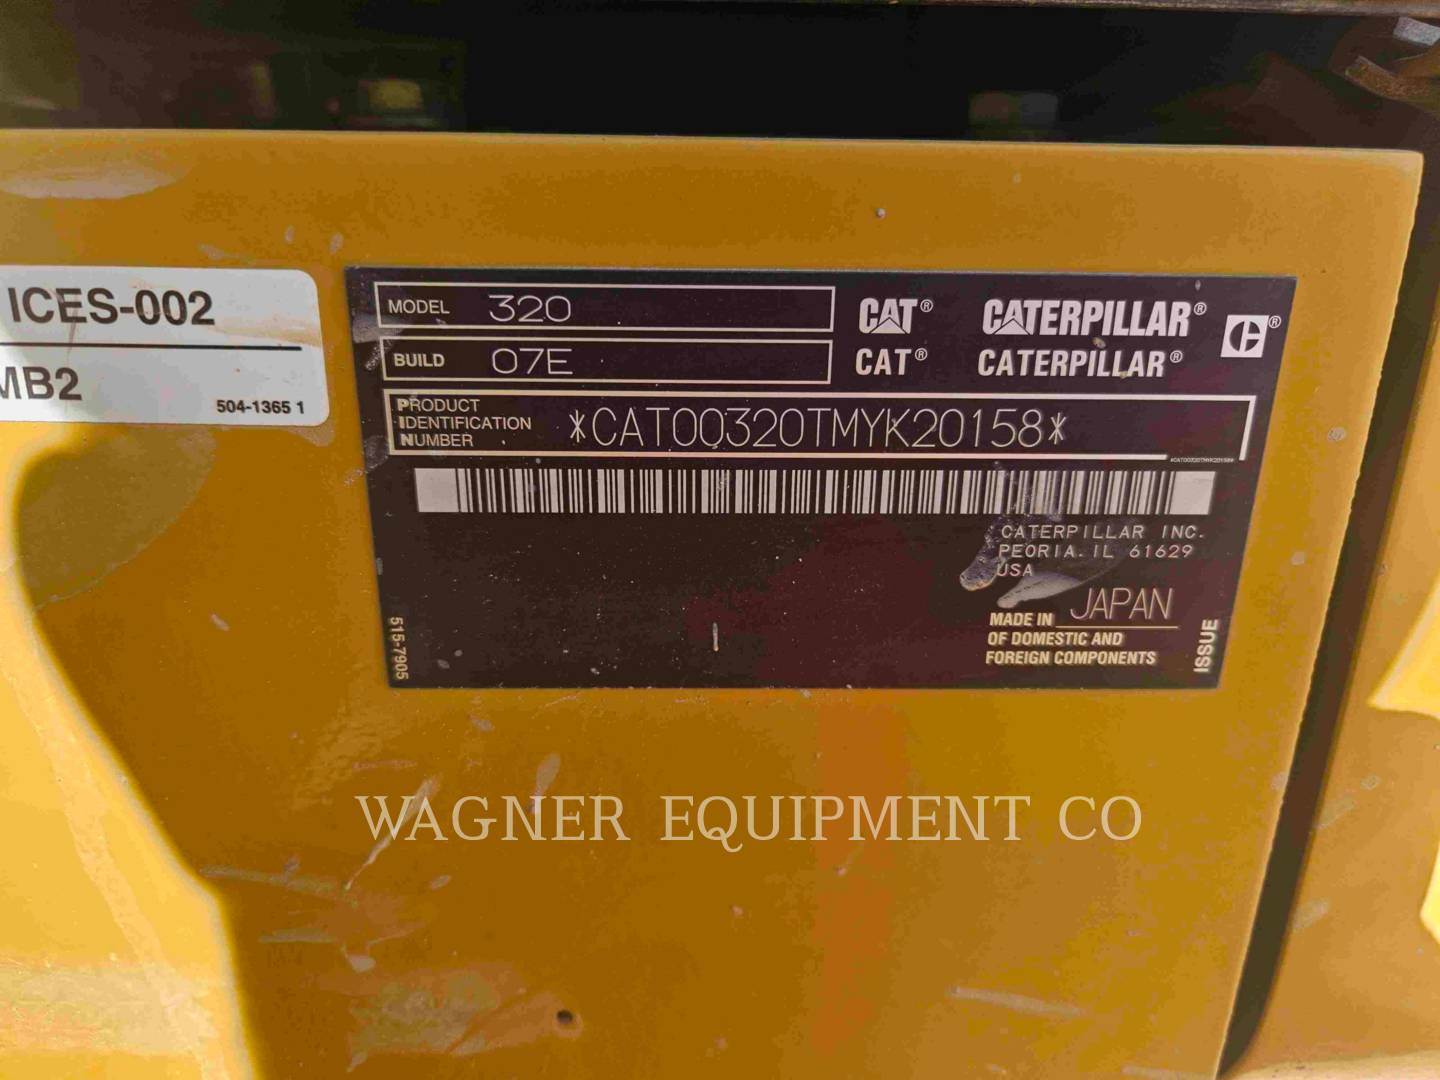 ICES-002
MB2
504-1365 1
MODEL 320
BUILD 07E
PRODUCT
IDENTIFICATION
NUMBER
*CAT00320TMYK20158*
*CAT00320TMYK20158*
CAT® CATERPILLAR® ®
CAT® CATERPILLAR®
CATERPILLAR INC.
PEORIA. IL 61629
USA
MADE IN JAPAN
OF DOMESTIC AND
FOREIGN COMPONENTS
515-7905
ISSUE
WAGNER EQUIPMENT CO